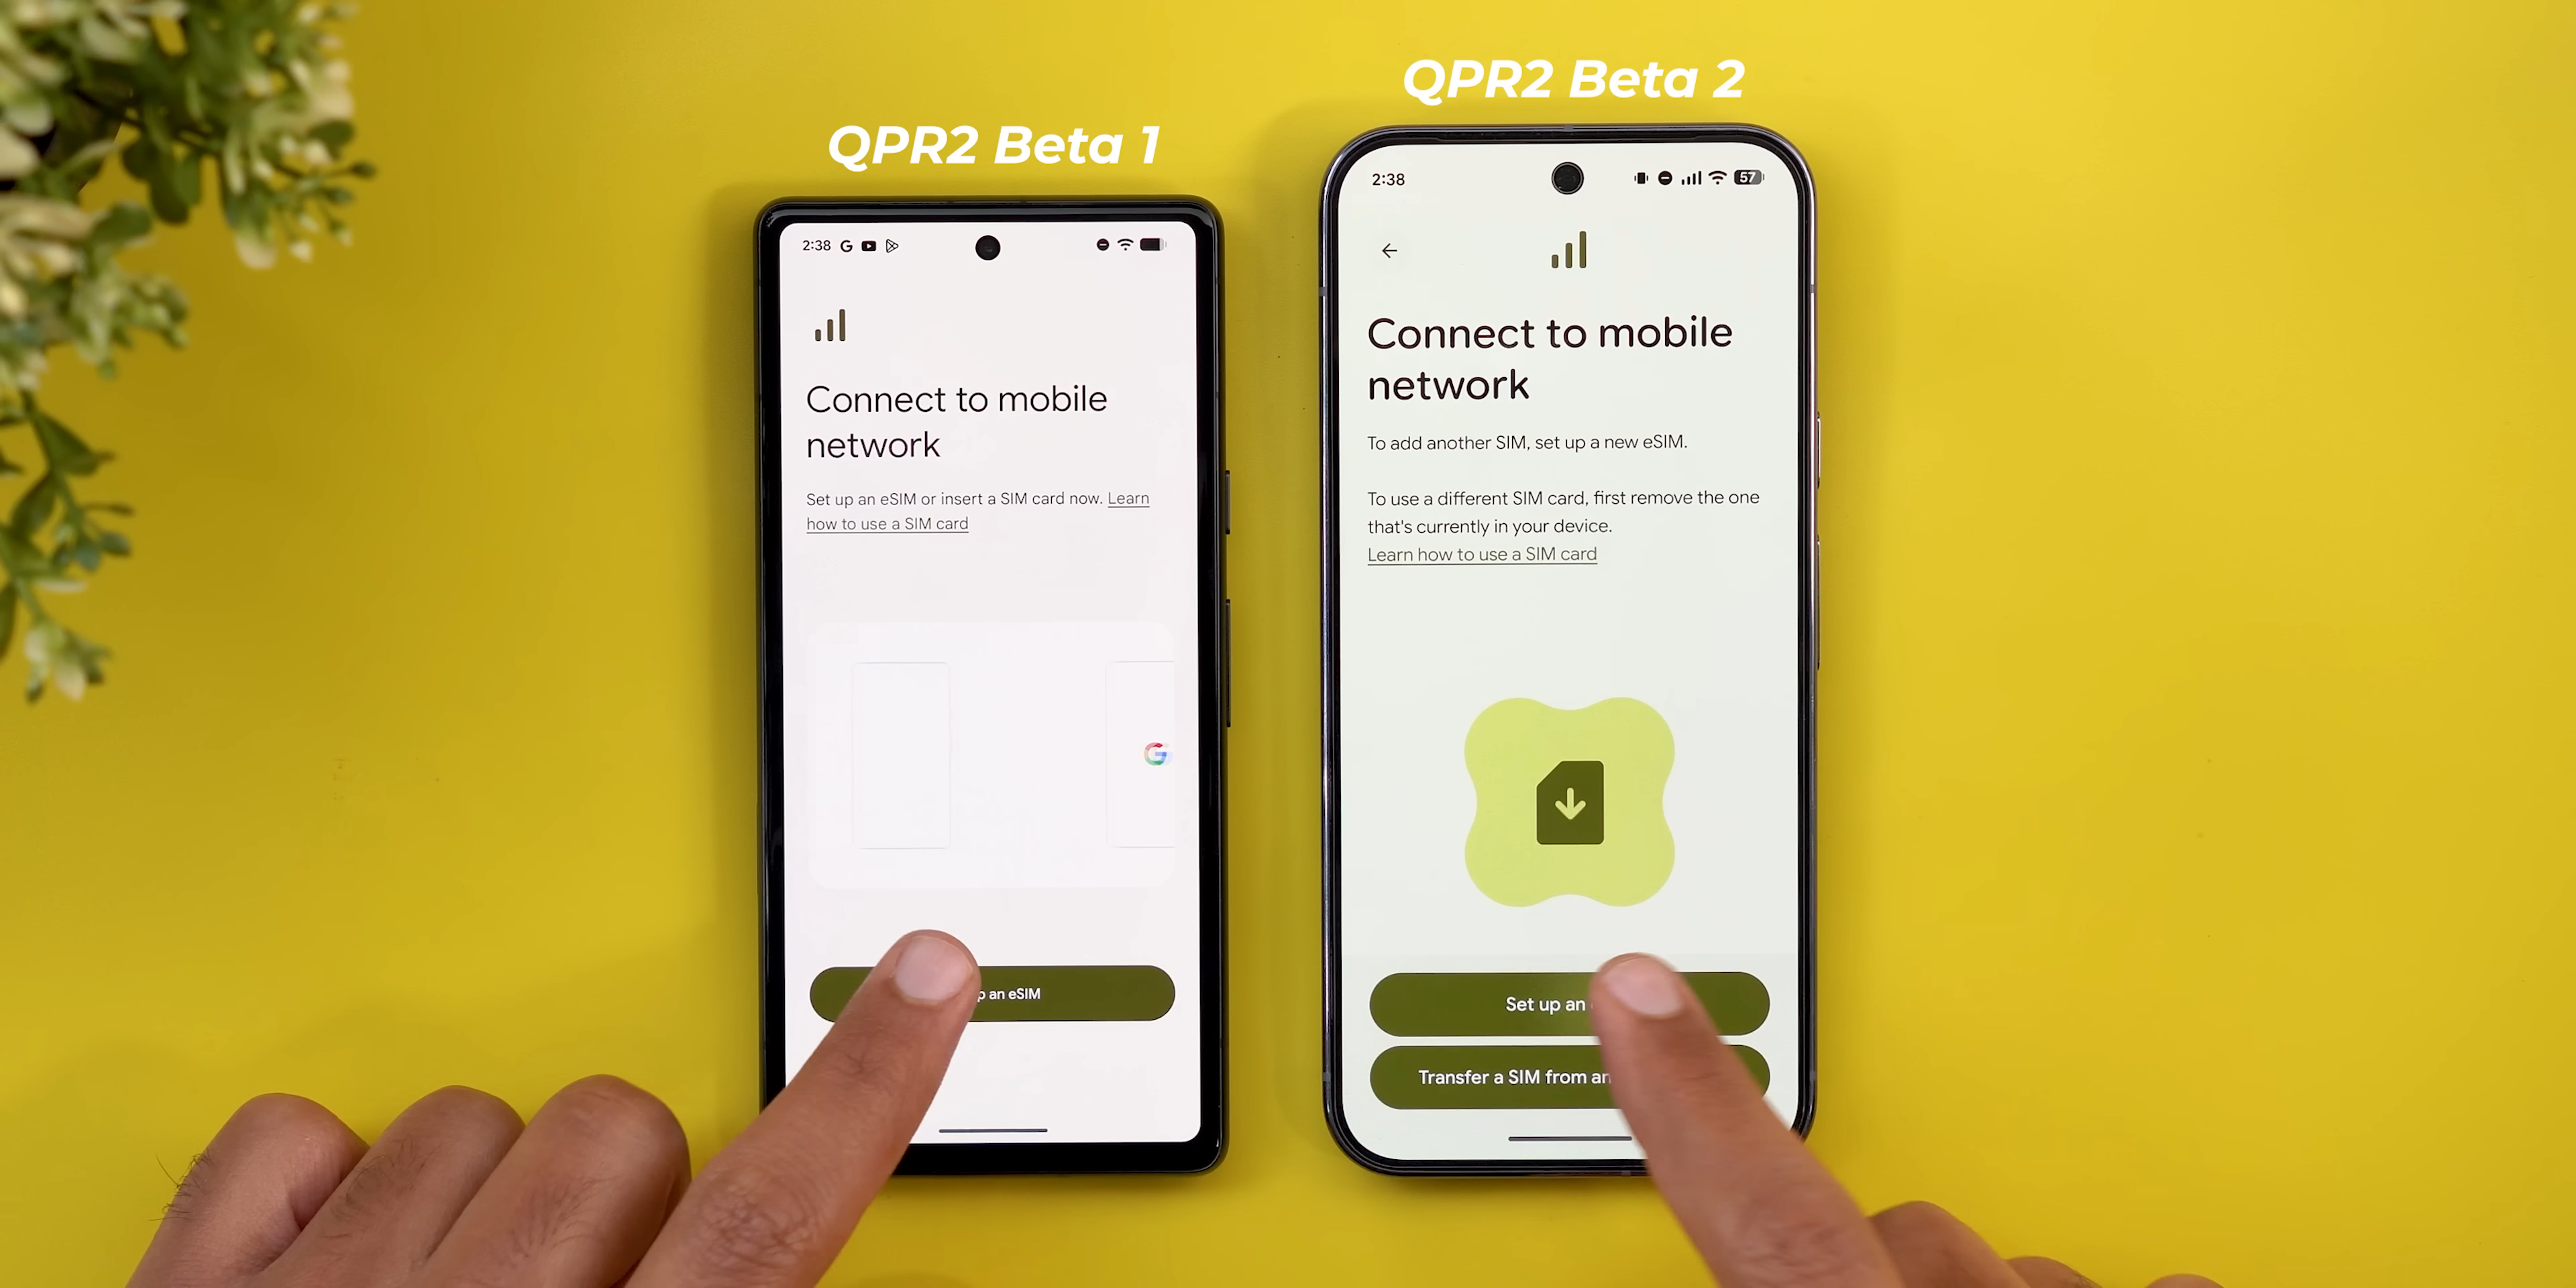 QPR2 Beta 1
2:38
Connect to mobile
network
Set up an eSIM or insert a SIM card now. Learn
how to use a SIM card
G
an eSIM
QPR2 Beta 2
2:38
57
Connect to mobile
network
To add another SIM, set up a new eSIM.
To use a different SIM card, first remove the one
that's currently in your device.
Learn how to use a SIM card
Set up an
Transfer a SIM from